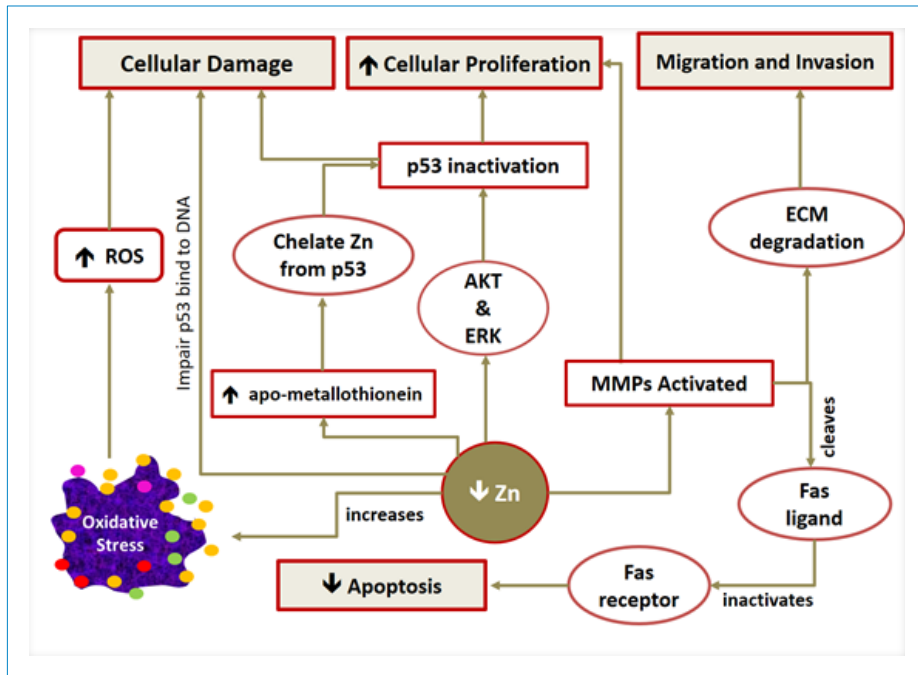 Cellular Damage
↑ Cellular Proliferation
Migration and Invasion
p53 inactivation
ECM
degradation
↑ ROS
Chelate Zn
from p53
Impair p53 bind to DNA
AKT
&
ERK
↑ apo-metallothionein
MMPs Activated
cleaves
↓ Zn
Fas
ligand
increases
Oxidative
Stress
↓ Apoptosis
Fas
receptor
inactivates